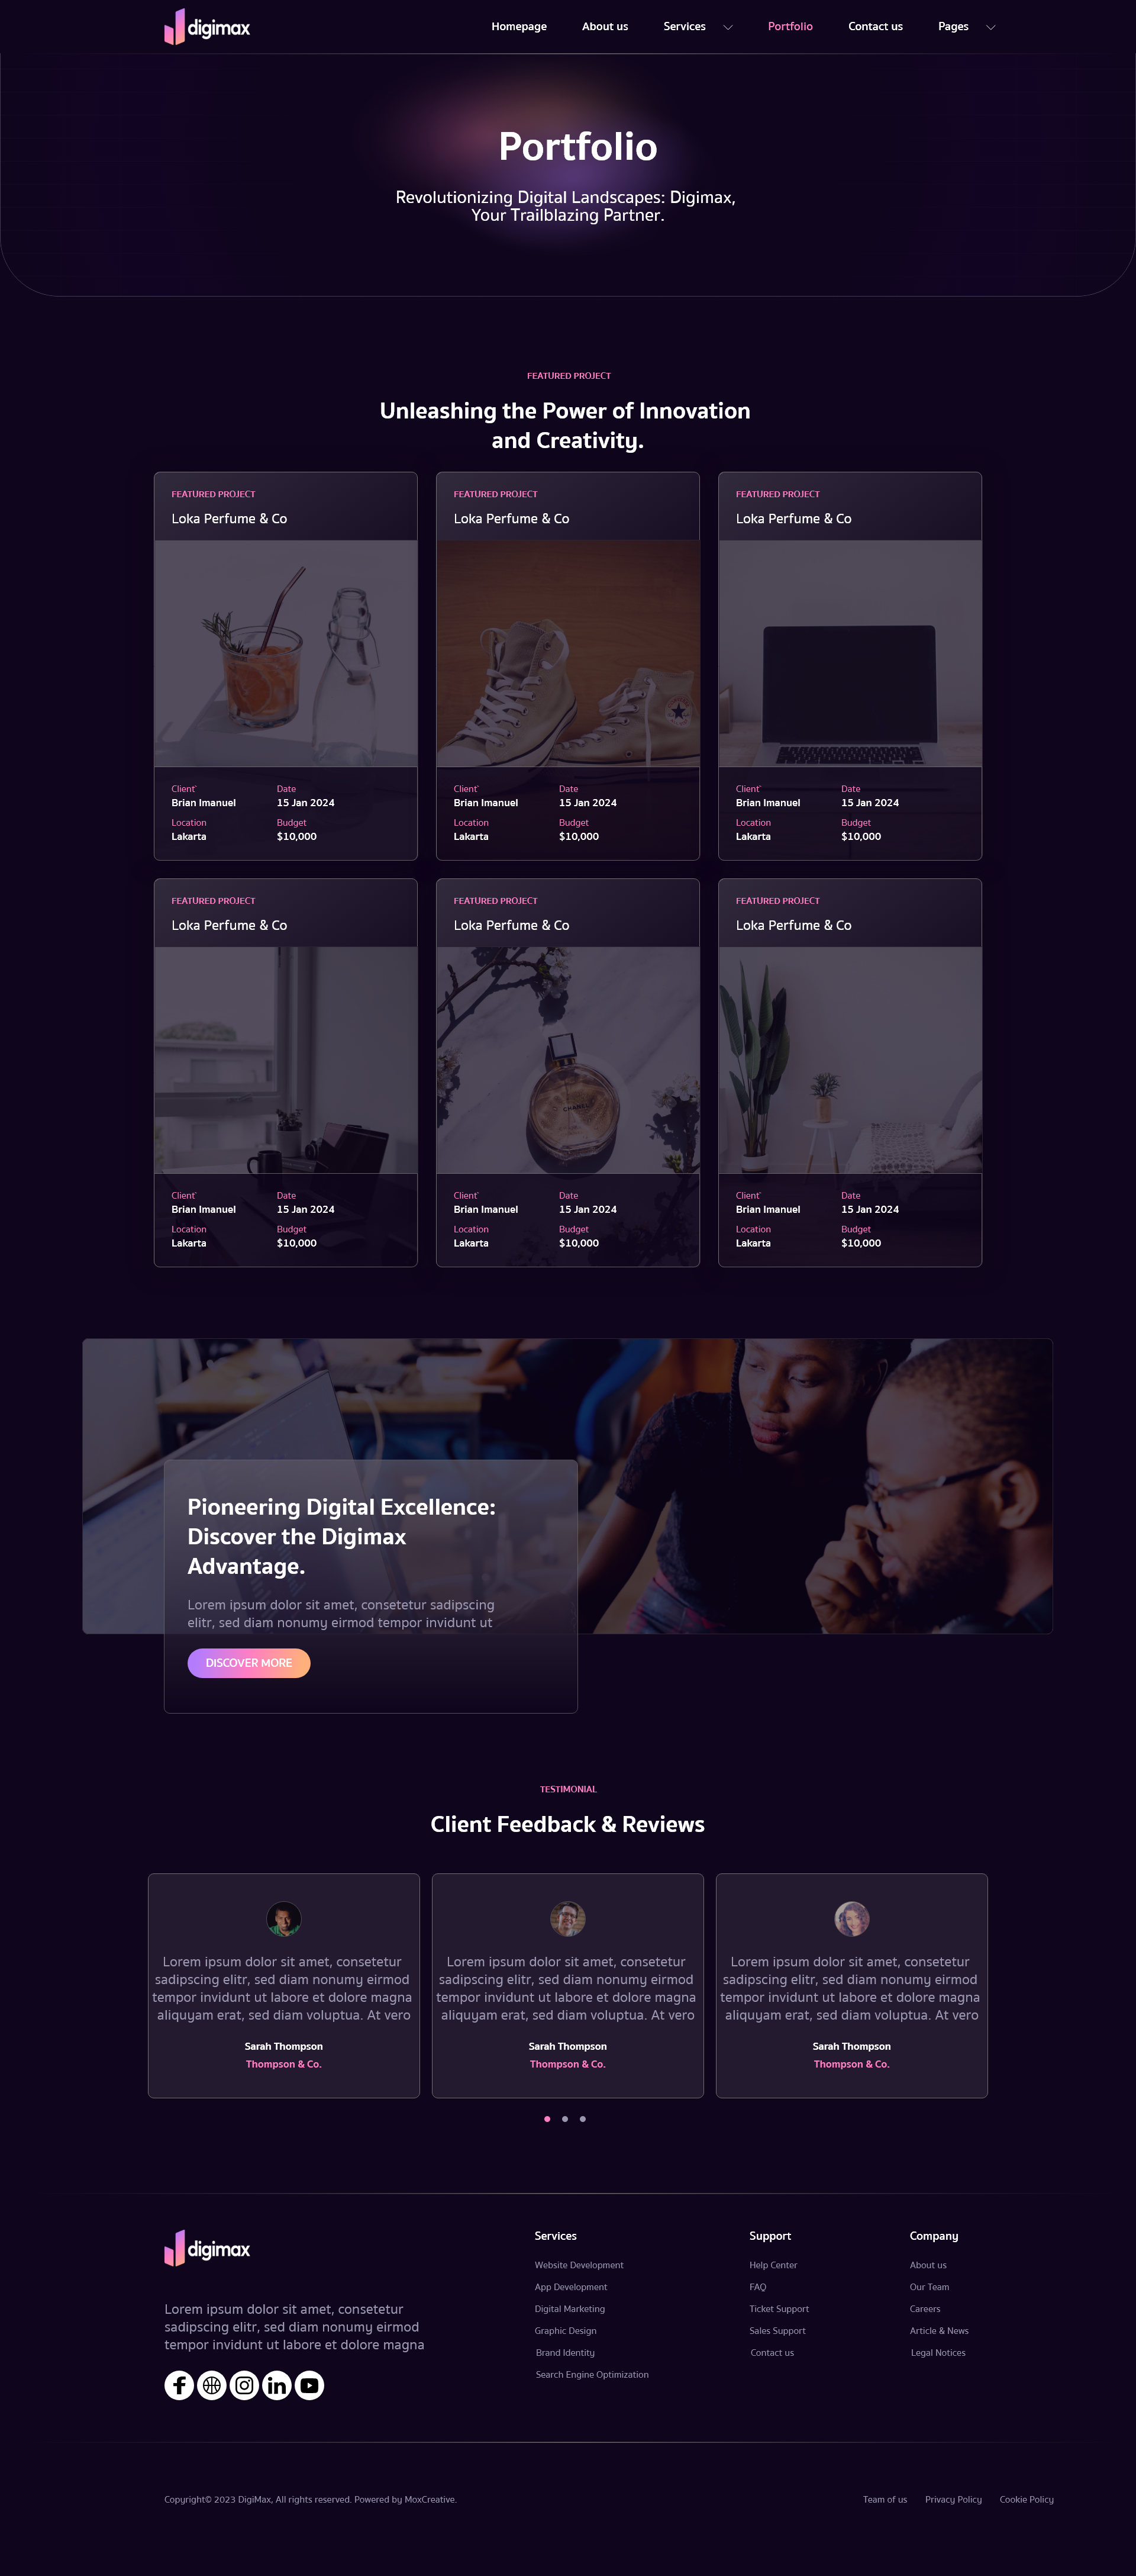 digimax
Homepage About us Services Portfolio Contact us Pages
Portfolio
Revolutionizing Digital Landscapes: Digimax,
Your Trailblazing Partner.
FEATURED PROJECT
Unleashing the Power of Innovation
and Creativity.
FEATURED PROJECT
Loka Perfume & Co
Client`
Brian Imanuel
Date
15 Jan 2024
Location
Lakarta
Budget
$10,000
FEATURED PROJECT
Loka Perfume & Co
Client`
Brian Imanuel
Date
15 Jan 2024
Location
Lakarta
Budget
$10,000
FEATURED PROJECT
Loka Perfume & Co
Client`
Brian Imanuel
Date
15 Jan 2024
Location
Lakarta
Budget
$10,000
FEATURED PROJECT
Loka Perfume & Co
Client`
Brian Imanuel
Date
15 Jan 2024
Location
Lakarta
Budget
$10,000
FEATURED PROJECT
Loka Perfume & Co
CHANEL
Client`
Brian Imanuel
Date
15 Jan 2024
Location
Lakarta
Budget
$10,000
FEATURED PROJECT
Loka Perfume & Co
Client`
Brian Imanuel
Date
15 Jan 2024
Location
Lakarta
Budget
$10,000
Pioneering Digital Excellence:
Discover the Digimax
Advantage.
Lorem ipsum dolor sit amet, consetetur sadipscing
elitr, sed diam nonumy eirmod tempor invidunt ut
DISCOVER MORE
TESTIMONIAL
Client Feedback & Reviews
Lorem ipsum dolor sit amet, consetetur
sadipscing elitr, sed diam nonumy eirmod
tempor invidunt ut labore et dolore magna
aliquyam erat, sed diam voluptua. At vero
Sarah Thompson
Thompson & Co.
Lorem ipsum dolor sit amet, consetetur
sadipscing elitr, sed diam nonumy eirmod
tempor invidunt ut labore et dolore magna
aliquyam erat, sed diam voluptua. At vero
Sarah Thompson
Thompson & Co.
Lorem ipsum dolor sit amet, consetetur
sadipscing elitr, sed diam nonumy eirmod
tempor invidunt ut labore et dolore magna
aliquyam erat, sed diam voluptua. At vero
Sarah Thompson
Thompson & Co.
digimax
Lorem ipsum dolor sit amet, consetetur
sadipscing elitr, sed diam nonumy eirmod
tempor invidunt ut labore et dolore magna
Services
Website Development
App Development
Digital Marketing
Graphic Design
Brand Identity
Search Engine Optimization
Support
Help Center
FAQ
Ticket Support
Sales Support
Contact us
Company
About us
Our Team
Careers
Article & News
Legal Notices
Copyright© 2023 DigiMax, All rights reserved. Powered by MoxCreative.
Team of us Privacy Policy Cookie Policy